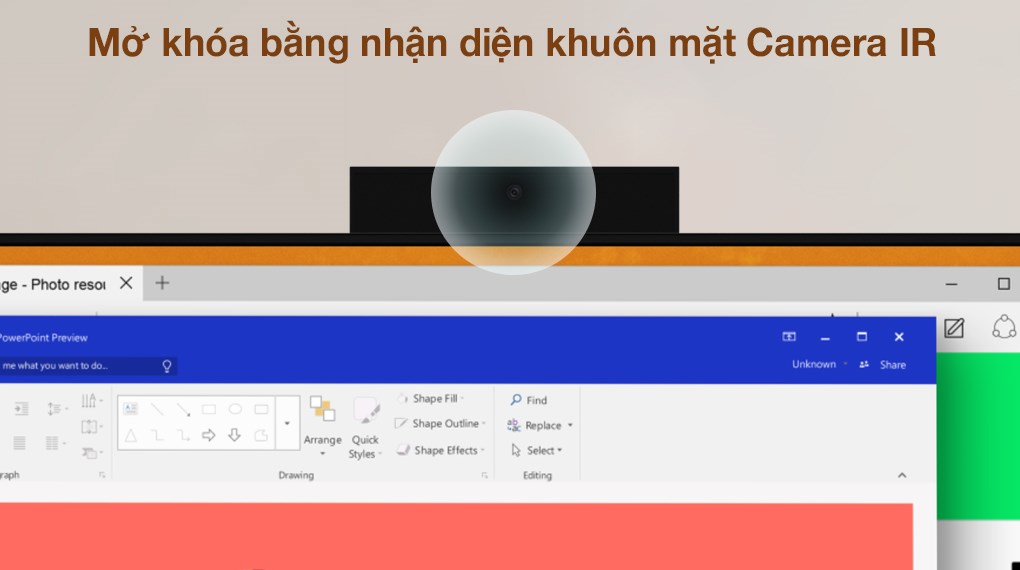 Mở khóa bằng nhận diện khuôn mặt Camera IR
ge - Photo resou
PowerPoint Preview
me what you want to do...
Unknown
Share
Shape Fill
Shape Outline
Shape Effects
Arrange
Quick
Styles
Find
Replace
Select
raph
Drawing
Editing